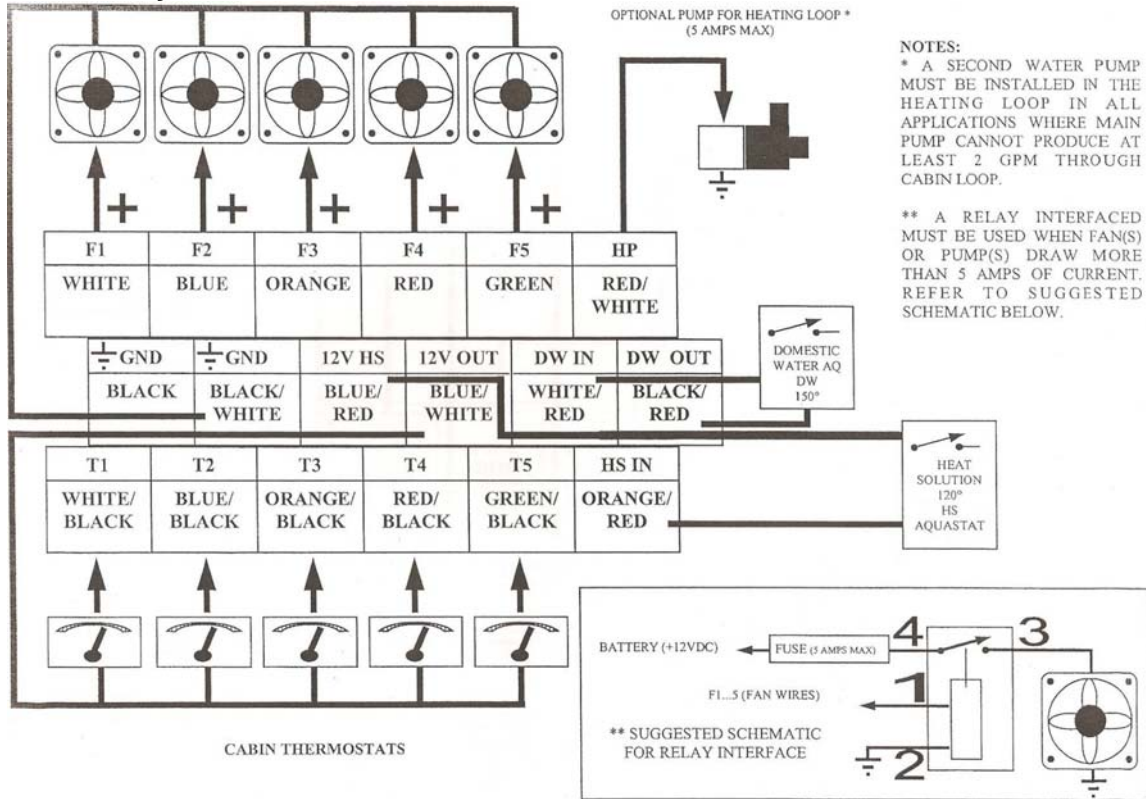 OPTIONAL PUMP FOR HEATING LOOP *
(5 AMPS MAX)
NOTES:
* A SECOND WATER PUMP
MUST BE INSTALLED IN THE
HEATING LOOP IN ALL
APPLICATIONS WHERE MAIN
PUMP CANNOT PRODUCE AT
LEAST 2 GPM THROUGH
CABIN LOOP.
** A RELAY INTERFACED
MUST BE USED WHEN FAN(S)
OR PUMP(S) DRAW MORE
THAN 5 AMPS OF CURRENT.
REFER TO SUGGESTED
SCHEMATIC BELOW.
+ + + + +
F1 F2 F3 F4 F5 HP
WHITE BLUE ORANGE RED GREEN RED/
WHITE
GND GND 12V HS 12V OUT DW IN DW OUT
BLACK BLACK/ BLUE/ BLUE/ WHITE/ BLACK/
WHITE RED WHITE RED RED
DOMESTIC
WATER AQ
DW
150°
T1 T2 T3 T4 T5 HS IN
WHITE/ BLUE/ ORANGE/ RED/ GREEN/ ORANGE/
BLACK BLACK BLACK BLACK BLACK RED
HEAT
SOLUTION
120°
HS
AQUASTAT
CABIN THERMOSTATS
BATTERY (+12VDC) FUSE (5 AMPS MAX) 4 3
F1...5 (FAN WIRES) 1
** SUGGESTED SCHEMATIC
FOR RELAY INTERFACE
2